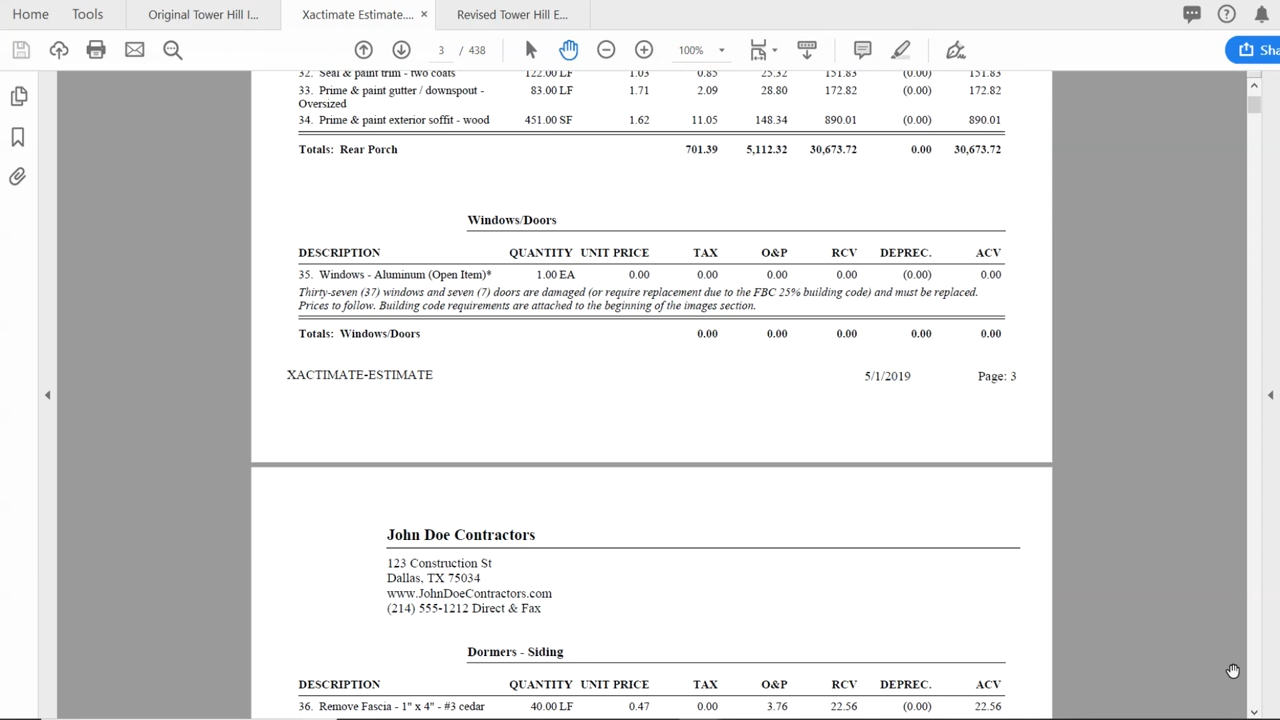 Home Tools Original Tower Hill I... Xactimate Estimate.... × Revised Tower Hill E...
3 / 438 100% Sha
32. Seal & paint trim - two coats 122.00 LF 1.03 0.85 25.32 151.83 (0.00) 151.83
33. Prime & paint gutter / downspout - 83.00 LF 1.71 2.09 28.80 172.82 (0.00) 172.82
Oversized
34. Prime & paint exterior soffit - wood 451.00 SF 1.62 11.05 148.34 890.01 (0.00) 890.01
Totals: Rear Porch 701.39 5,112.32 30,673.72 0.00 30,673.72
Windows/Doors
DESCRIPTION QUANTITY UNIT PRICE TAX O&P RCV DEPREC. ACV
35. Windows - Aluminum (Open Item)* 1.00 EA 0.00 0.00 0.00 0.00 (0.00) 0.00
Thirty-seven (37) windows and seven (7) doors are damaged (or require replacement due to the FBC 25% building code) and must be replaced.
Prices to follow. Building code requirements are attached to the beginning of the images section.
Totals: Windows/Doors 0.00 0.00 0.00 0.00 0.00
XACTIMATE-ESTIMATE 5/1/2019 Page: 3
John Doe Contractors
123 Construction St
Dallas, TX 75034
www.JohnDoeContractors.com
(214) 555-1212 Direct & Fax
Dormers - Siding
DESCRIPTION QUANTITY UNIT PRICE TAX O&P RCV DEPREC. ACV
36. Remove Fascia - 1" x 4" - #3 cedar 40.00 LF 0.47 0.00 3.76 22.56 (0.00) 22.56